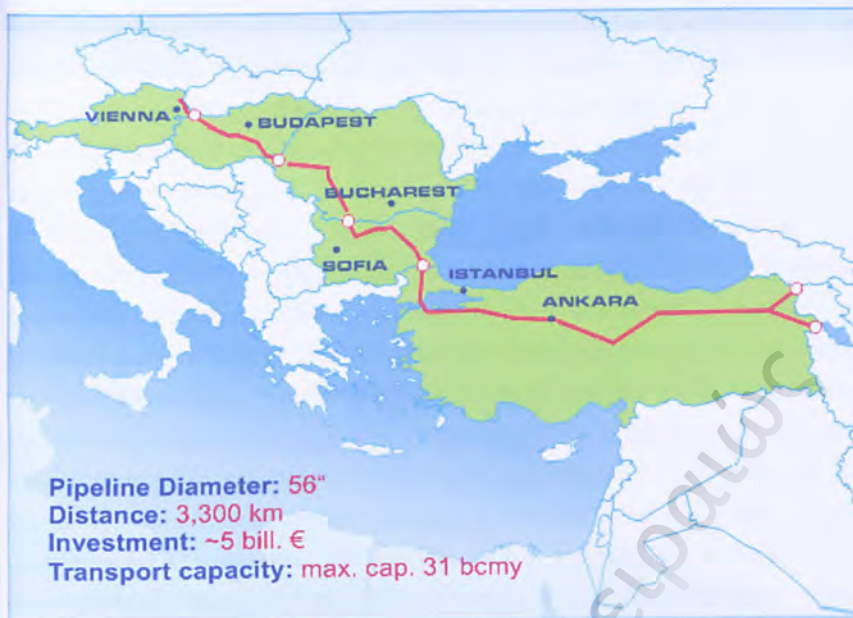 VIENNA
BUDAPEST
BUCHAREST
SOFIA
ISTANBUL
ANKARA
Pipeline Diameter: 56"
Distance: 3,300 km
Investment: ~5 bill. €
Transport capacity: max. cap. 31 bcmy